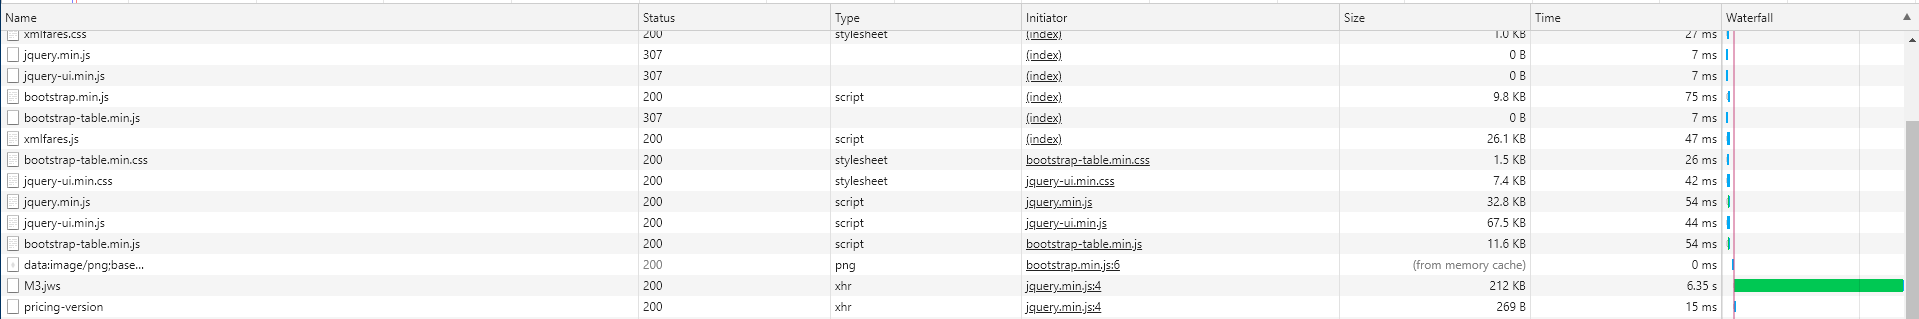 Name Status Type Initiator Size Time Waterfall
xmlfares.css 200 stylesheet (index) 1.0 KB 27 ms
jquery.min.js 307 (index) 0 B 7 ms
jquery-ui.min.js 307 (index) 0 B 7 ms
bootstrap.min.js 200 script (index) 9.8 KB 75 ms
bootstrap-table.min.js 307 (index) 0 B 7 ms
xmlfares.js 200 script (index) 26.1 KB 47 ms
bootstrap-table.min.css 200 stylesheet bootstrap-table.min.css 1.5 KB 26 ms
jquery-ui.min.css 200 stylesheet jquery-ui.min.css 7.4 KB 42 ms
jquery.min.js 200 script jquery.min.js 32.8 KB 54 ms
jquery-ui.min.js 200 script jquery-ui.min.js 67.5 KB 44 ms
bootstrap-table.min.js 200 script bootstrap-table.min.js 11.6 KB 54 ms
data:image/png;base... 200 png bootstrap.min.js:6 (from memory cache) 0 ms
M3.jws 200 xhr jquery.min.js:4 212 KB 6.35 s
pricing-version 200 xhr jquery.min.js:4 269 B 15 ms